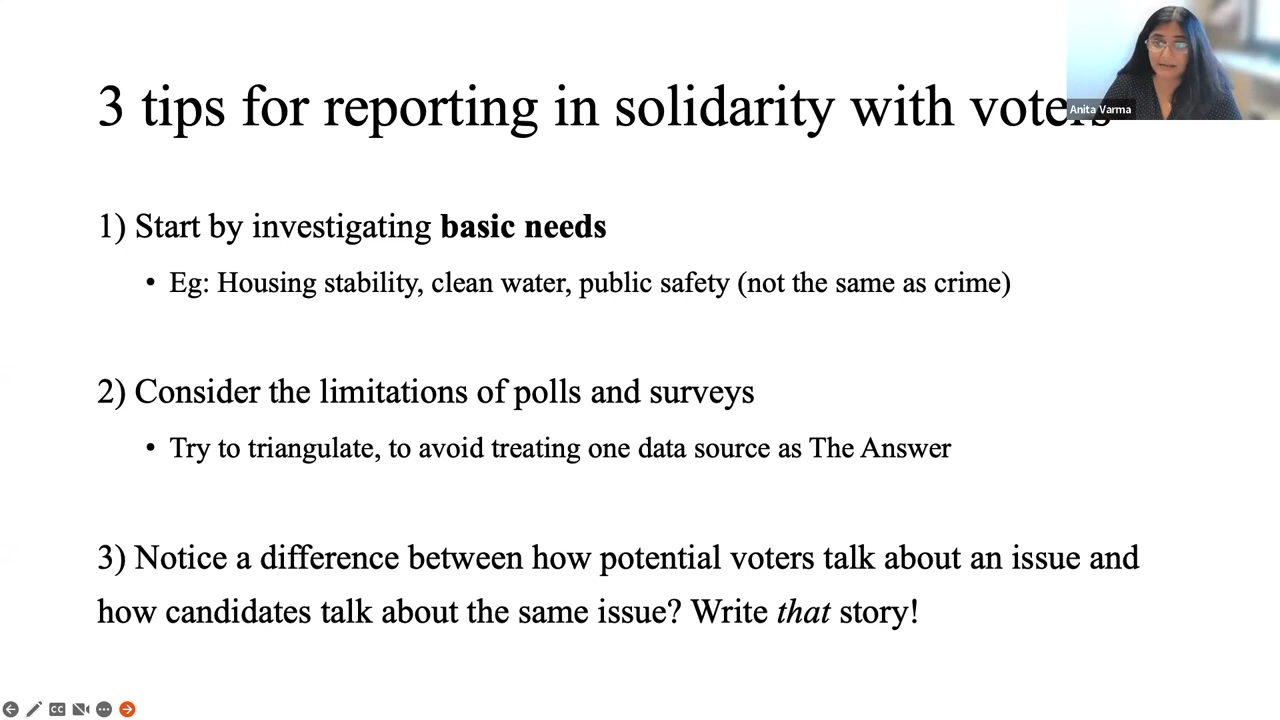 3 tips for reporting in solidarity with voters
Anita Varma
1) Start by investigating basic needs
• Eg: Housing stability, clean water, public safety (not the same as crime)
2) Consider the limitations of polls and surveys
• Try to triangulate, to avoid treating one data source as The Answer
3) Notice a difference between how potential voters talk about an issue and
how candidates talk about the same issue? Write that story!
CC